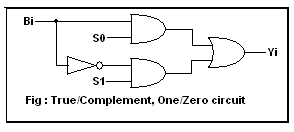 Bi
S0
Yi
S1
Fig : True/Complement, One/Zero circuit